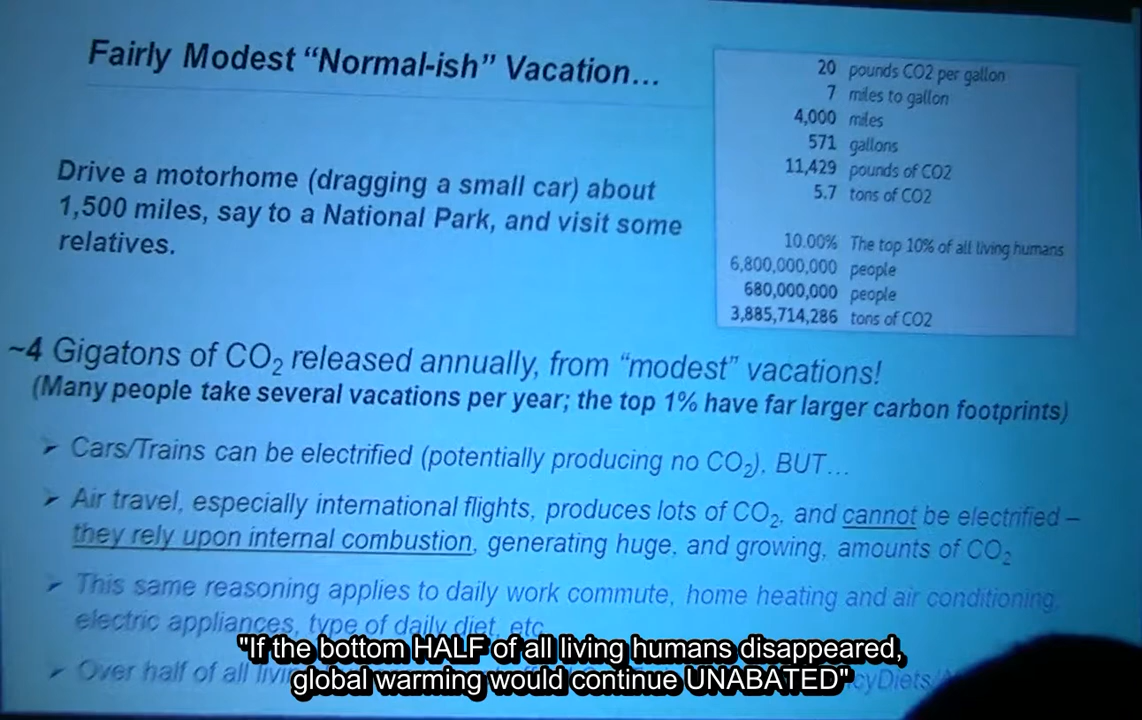 Fairly Modest “Normal-ish” Vacation...
20 pounds CO2 per gallon
7 miles to gallon
4,000 miles
571 gallons
11,429 pounds of CO2
5.7 tons of CO2
10.00% The top 10% of all living humans
6,800,000,000 people
680,000,000 people
3,885,714,286 tons of CO2
Drive a motorhome (dragging a small car) about
1,500 miles, say to a National Park, and visit some
relatives.
~4 Gigatons of CO₂ released annually, from “modest” vacations!
(Many people take several vacations per year; the top 1% have far larger carbon footprints)
➢ Cars/Trains can be electrified (potentially producing no CO₂), BUT...
➢ Air travel, especially international flights, produces lots of CO₂, and cannot be electrified –
they rely upon internal combustion, generating huge, and growing, amounts of CO₂
➢ This same reasoning applies to daily work commute, home heating and air conditioning,
electric appliances, type of daily diet, etc
➢ Over half of all
"If the bottom HALF of all living humans disappeared,
global warming would continue UNABATED"